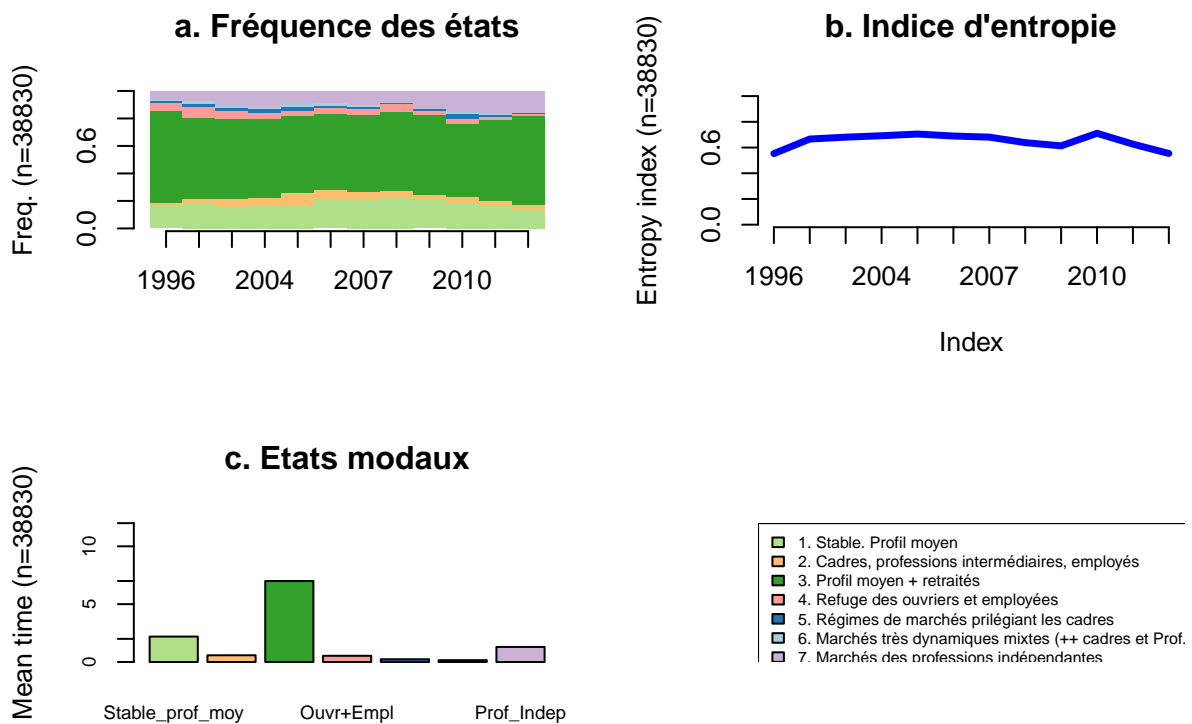 a. Fréquence des états
Freq. (n=38830)
0.0
0.6
1996
2004
2007
2010
b. Indice d'entropie
Entropy index (n=38830)
0.0
0.6
1996
2004
2007
2010
Index
c. Etats modaux
Mean time (n=38830)
0
5
10
Stable_prof_moy
Ouvr+Empl
Prof_Indep
1. Stable. Profil moyen
2. Cadres, professions intermédiaires, employés
3. Profil moyen + retraités
4. Refuge des ouvriers et employées
5. Régimes de marchés prilégiant les cadres
6. Marchés très dynamiques mixtes (++ cadres et Prof.
7. Marchés des professions indépendantes